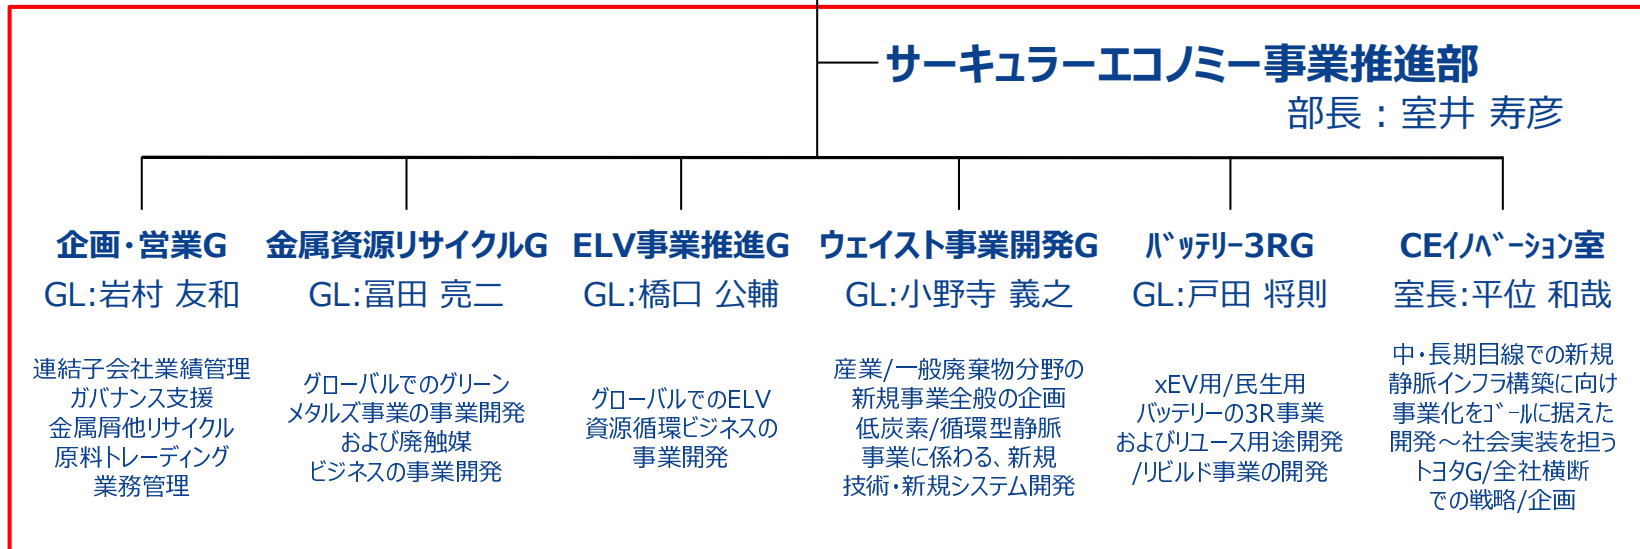 サーキュラーエコノミー事業推進部
部長：室井 寿彦
企画・営業G
GL:岩村 友和
連結子会社業績管理
ガバナンス支援
金属屑他リサイクル
原料トレーディング
業務管理
金属資源リサイクルG
GL:冨田 亮二
グローバルでのグリーン
メタルズ事業の事業開発
および廃触媒
ビジネスの事業開発
ELV事業推進G
GL:橋口 公輔
グローバルでのELV
資源循環ビジネスの
事業開発
ウェイスト事業開発G
GL:小野寺 義之
産業/一般廃棄物分野の
新規事業全般の企画
低炭素/循環型静脈
事業に係わる、新規
技術・新規システム開発
ﾊﾞｯﾃﾘｰ3RG
GL:戸田 将則
xEV用/民生用
バッテリーの3R事業
およびリユース用途開発
/リビルド事業の開発
CEｲﾉﾍﾞｰｼｮﾝ室
室長:平位 和哉
中・長期目線での新規
静脈インフラ構築に向け
事業化をｺﾞｰﾙに据えた
開発～社会実装を担う
トヨタG/全社横断
での戦略/企画